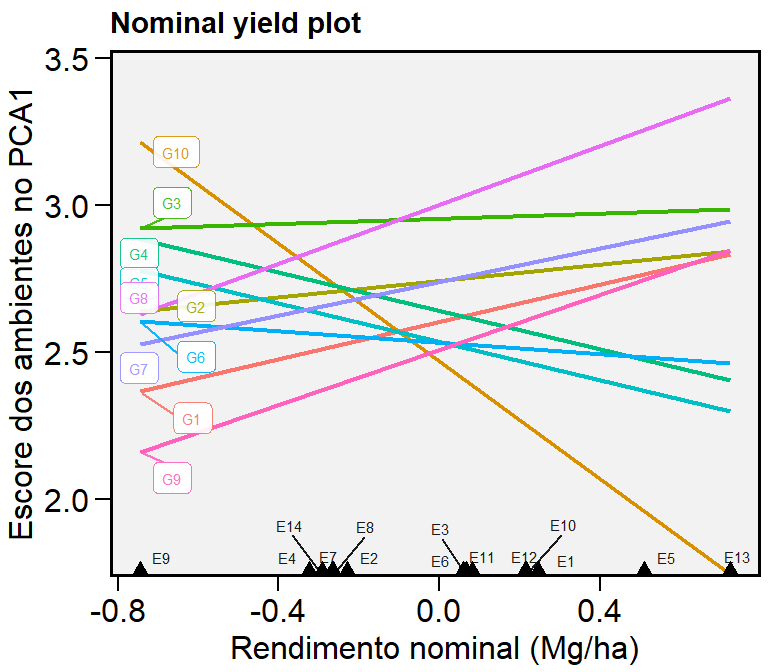 Nominal yield plot
Escore dos ambientes no PCA1
3.5
3.0
2.5
2.0
G10
G3
G4
G5
G8
G2
G6
G7
G1
G9
E14
E8
E3
E10
E9
E4
E7
E2
E6
E11
E12
E1
E5
E13
-0.8
-0.4
0.0
0.4
Rendimento nominal (Mg/ha)